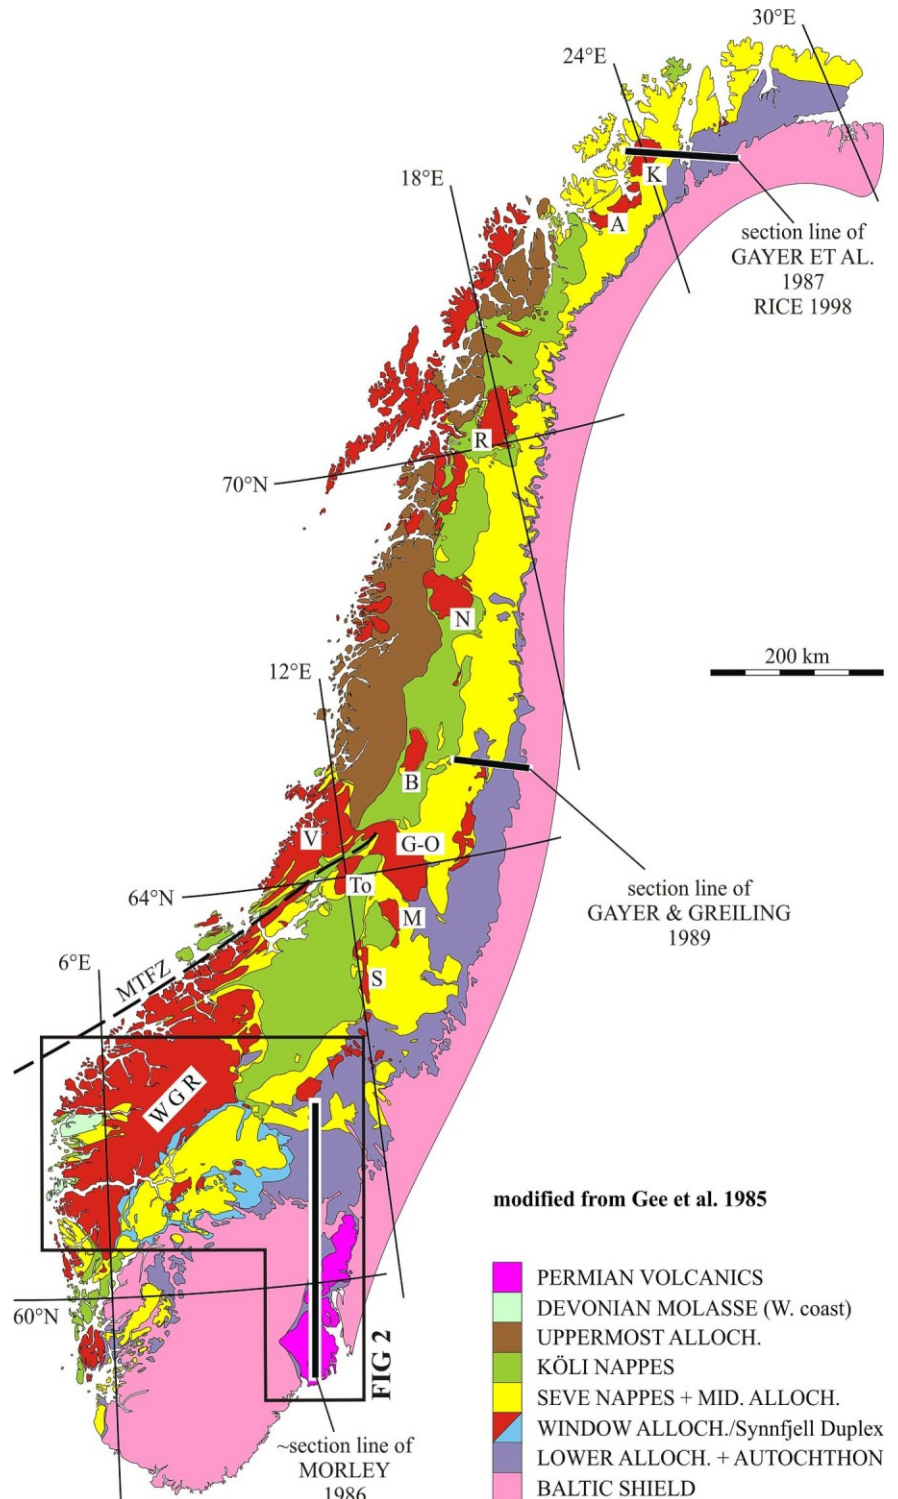 30°E
24°E
18°E
K
A
section line of
GAYER ET AL.
1987
RICE 1998
R
70°N
N
200 km
12°E
B
V
G-O
To
64°N
M
section line of
GAYER & GREILING
1989
6°E
MTFZ
S
W G R
modified from Gee et al. 1985
60°N
FIG 2
~section line of
MORLEY
1986
PERMIAN VOLCANICS
DEVONIAN MOLASSE (W. coast)
UPPERMOST ALLOCH.
KÖLI NAPPES
SEVE NAPPES + MID. ALLOCH.
WINDOW ALLOCH./Synnfjell Duplex
LOWER ALLOCH. + AUTOCHTHON
BALTIC SHIELD